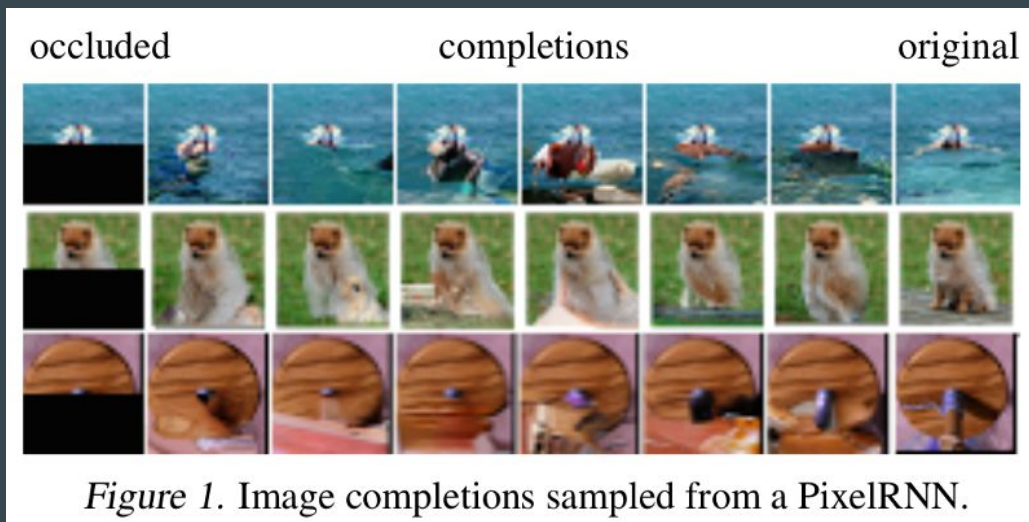 occluded completions original
Figure 1. Image completions sampled from a PixelRNN.